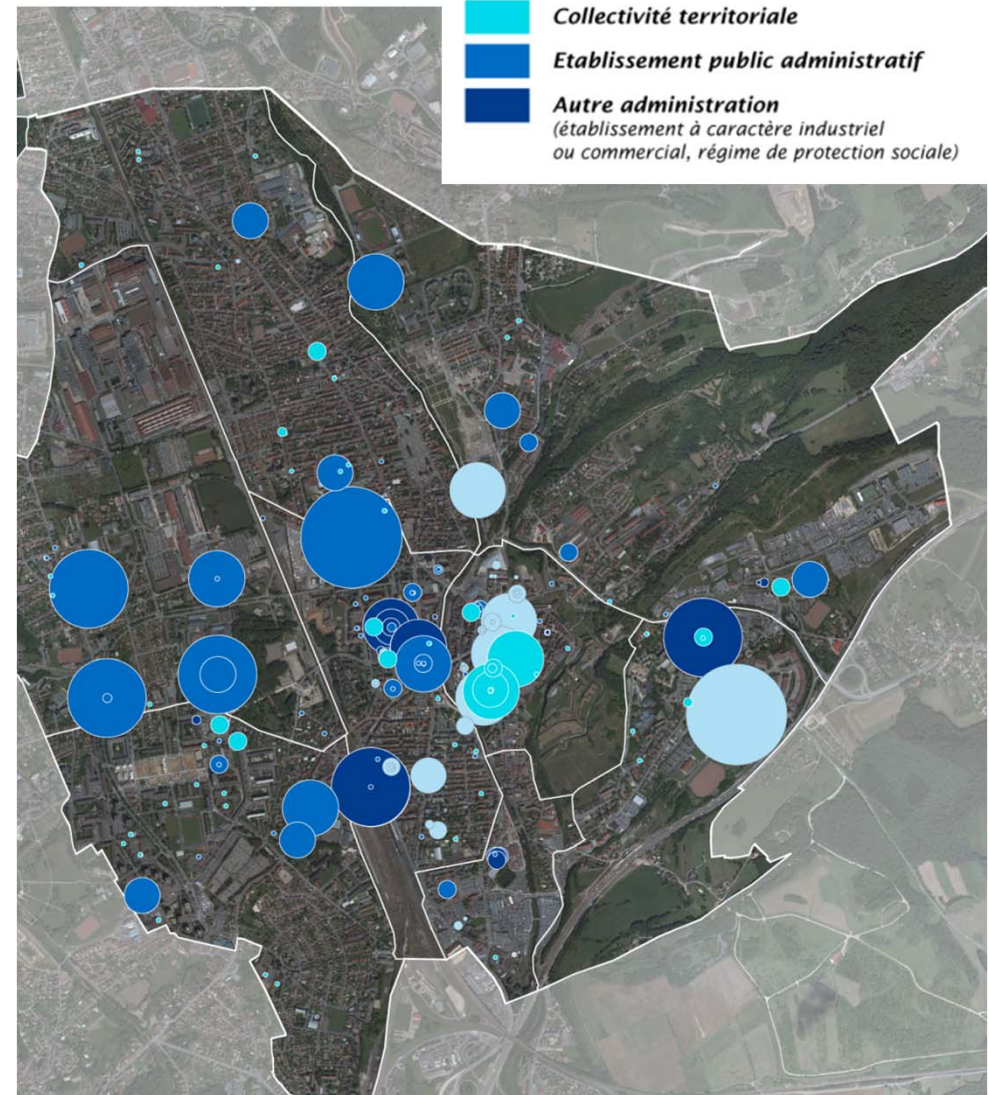 Collectivité territoriale
Etablissement public administratif
Autre administration
(établissement à caractère industriel
ou commercial, régime de protection sociale)